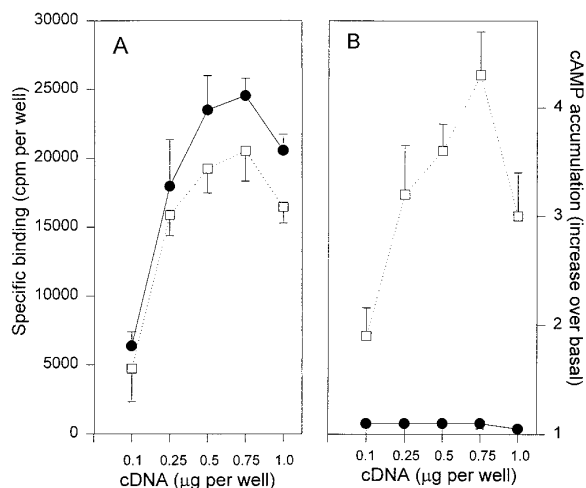 A
B
Specific binding (cpm per well)
30000
25000
20000
15000
10000
5000
0
0.1 0.25 0.5 0.75 1.0
cDNA (µg per well)
0.1 0.25 0.5 0.75 1.0
cDNA (µg per well)
4
3
2
1
cAMP accumulation (increase over basal)